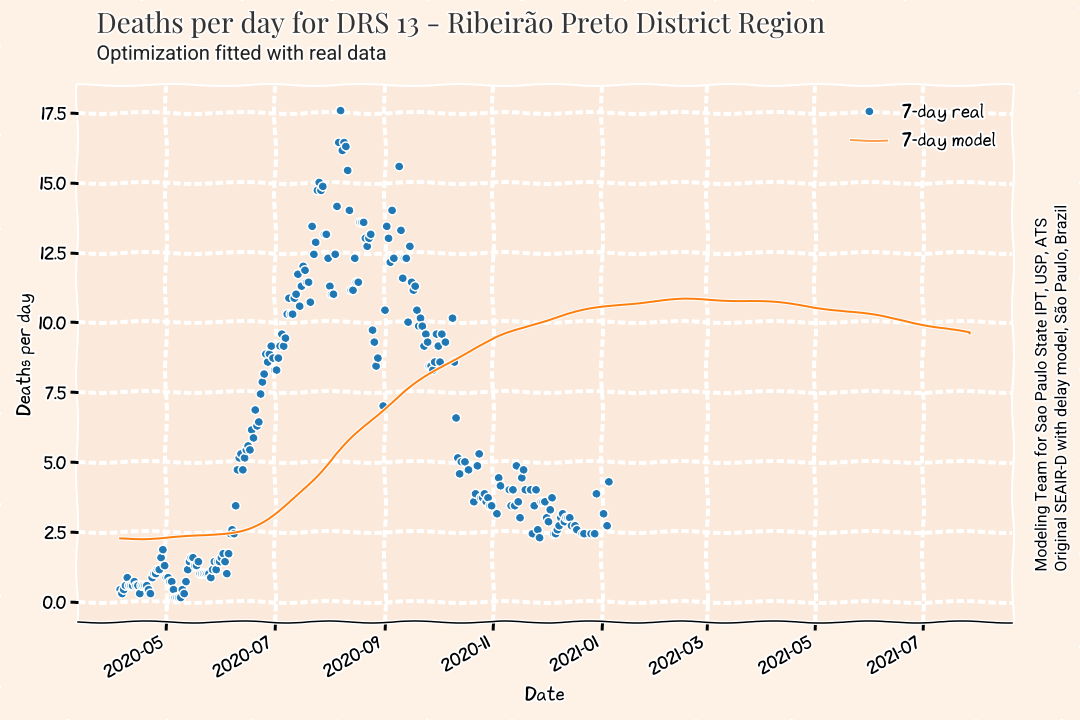 Deaths per day for DRS 13 - Ribeirão Preto District Region
Optimization fitted with real data
17.5
15.0
12.5
10.0
7.5
5.0
2.5
0.0
Deaths per day
7-day real
7-day model
2020-05
2020-07
2020-09
2020-11
2021-01
2021-03
2021-05
2021-07
Date
Modeling Team for Sao Paulo State IPT, USP, ATS
Original SEAIR-D with delay model, São Paulo, Brazil